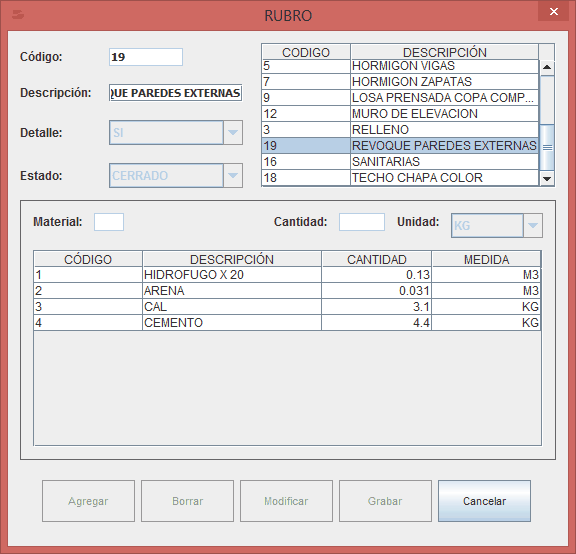 RUBRO
Código: 19
Descripción: QUE PAREDES EXTERNAS
Detalle: SI
Estado: CERRADO
CODIGO DESCRIPCIÓN
5 HORMIGON VIGAS
7 HORMIGON ZAPATAS
9 LOSA PRENSADA COPA COMP...
12 MURO DE ELEVACION
3 RELLENO
19 REVOQUE PAREDES EXTERNAS
16 SANITARIAS
18 TECHO CHAPA COLOR
Material: Cantidad: Unidad: KG
CÓDIGO DESCRIPCIÓN CANTIDAD MEDIDA
1 HIDROFUGO X 20 0.13 M3
2 ARENA 0.031 M3
3 CAL 3.1 KG
4 CEMENTO 4.4 KG
Agregar Borrar Modificar Grabar Cancelar